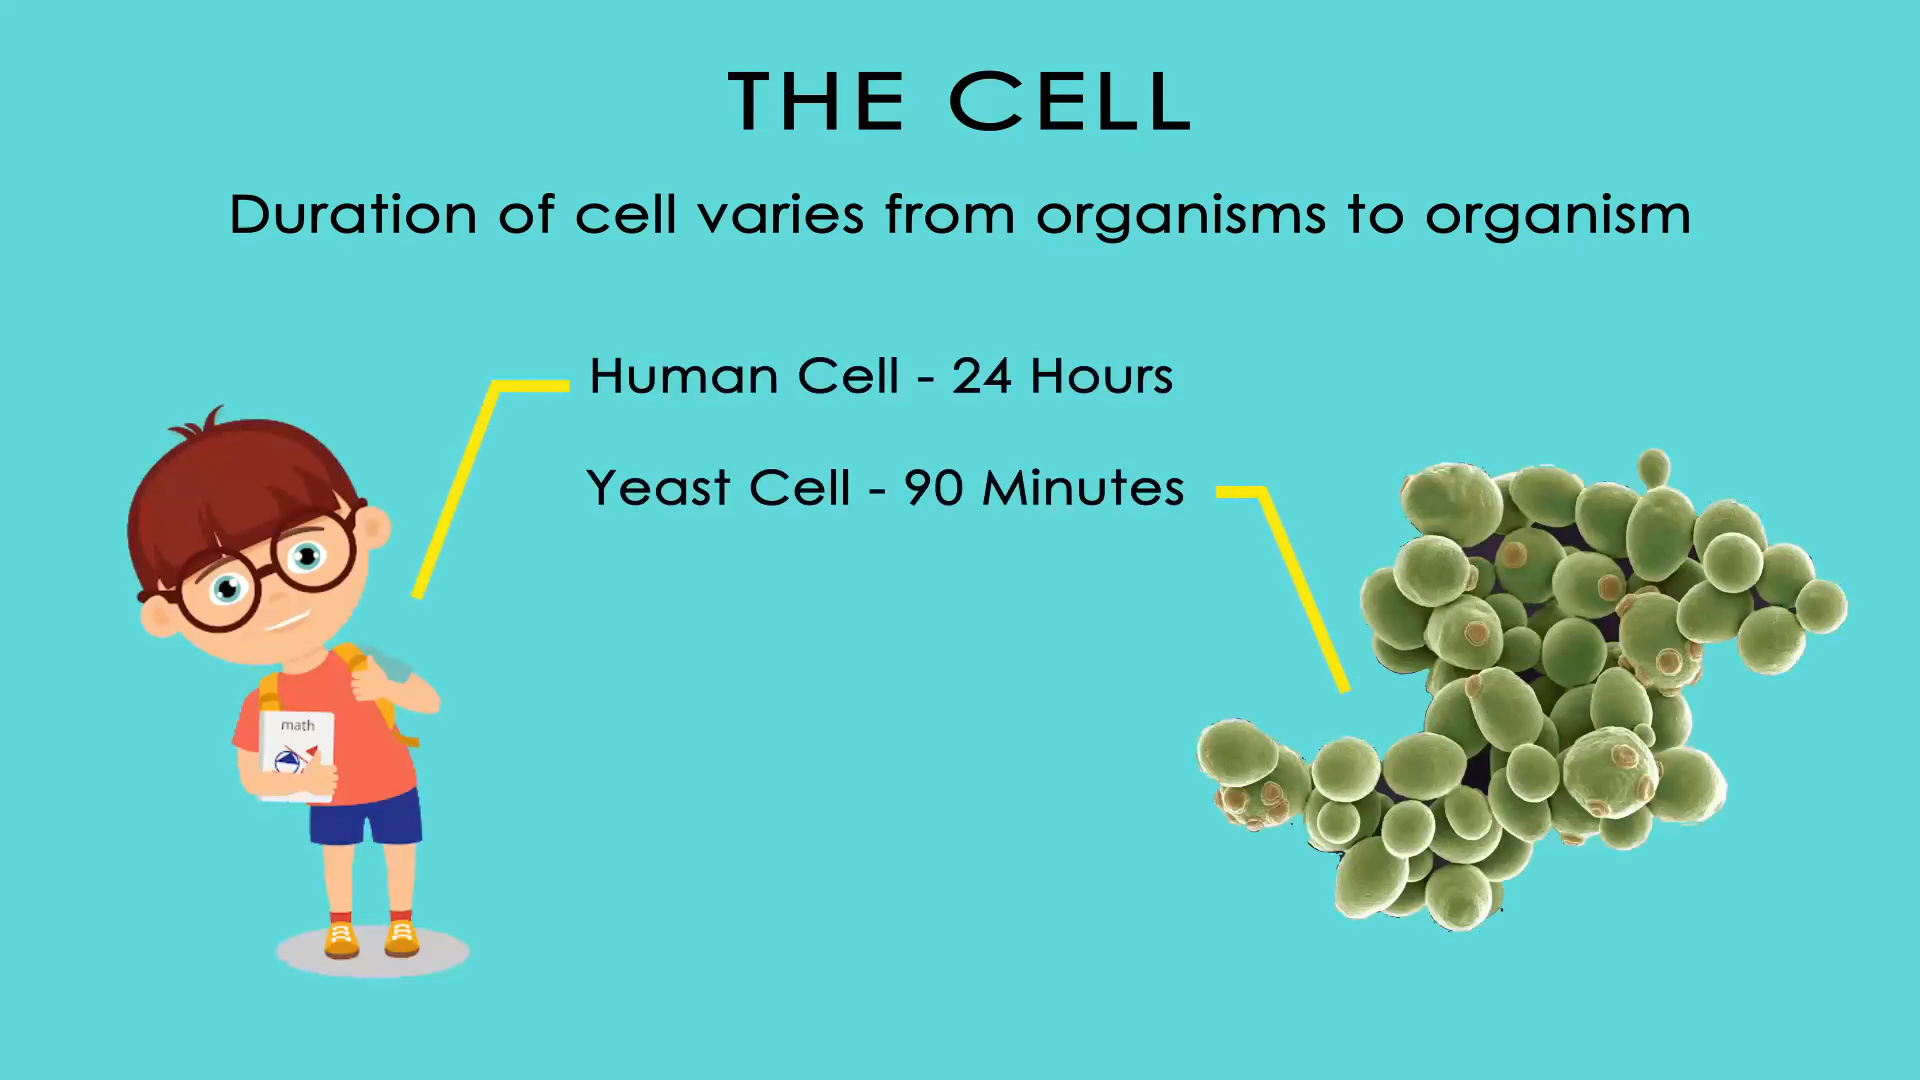 THE CELL
Duration of cell varies from organisms to organism
Human Cell - 24 Hours
Yeast Cell - 90 Minutes
math